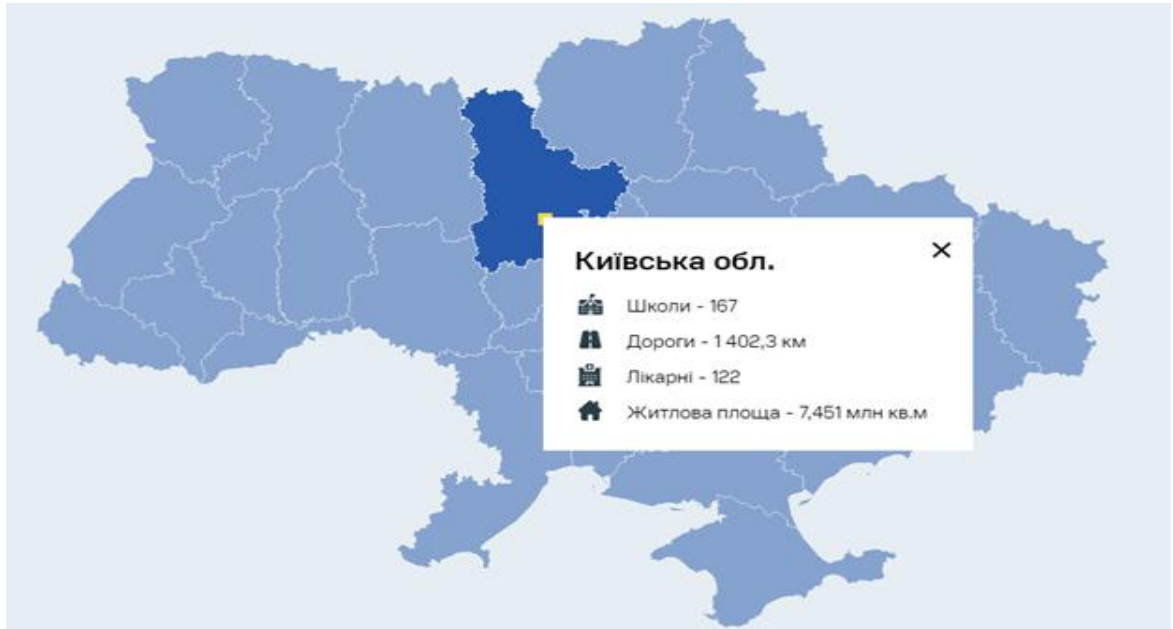 Київська обл.
Школи - 167
Дороги - 1 402,3 км
Лікарні - 122
Житлова площа - 7,451 млн кв.м